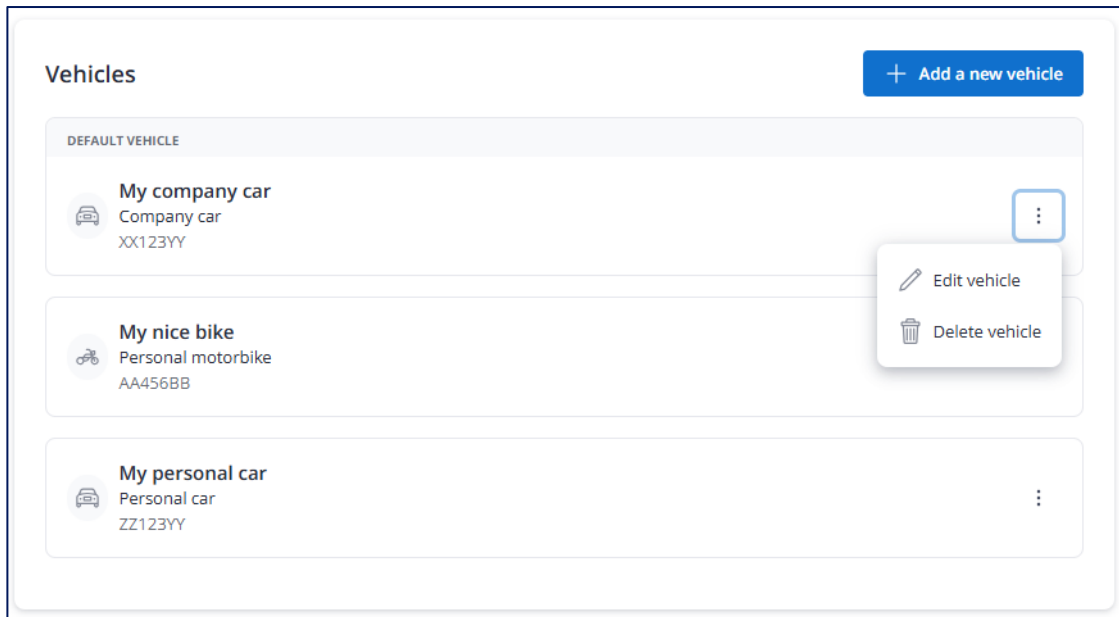 Vehicles
Add a new vehicle
DEFAULT VEHICLE
My company car
Company car
XX123YY
Edit vehicle
Delete vehicle
My nice bike
Personal motorbike
AA456BB
My personal car
Personal car
ZZ123YY